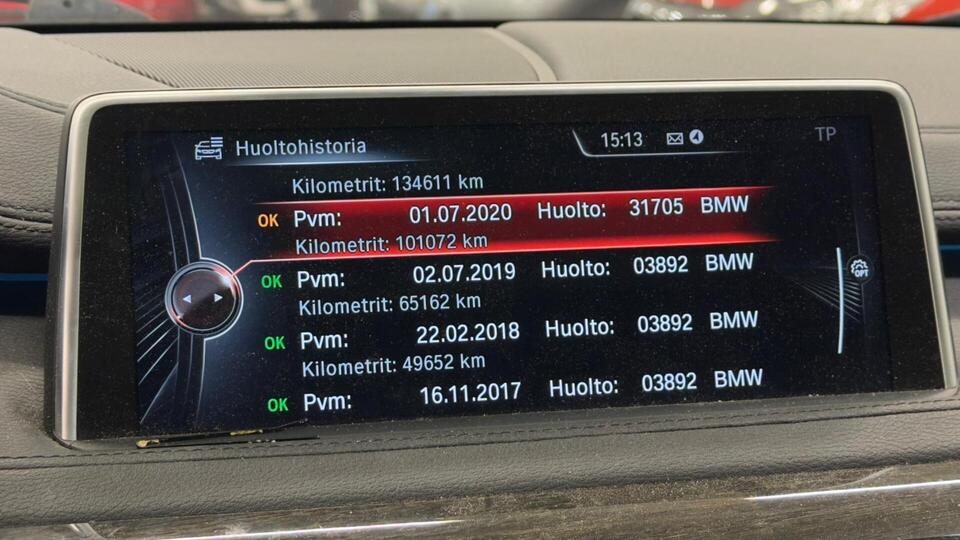 Huoltohistoria 15:13 TP
Kilometrit: 134611 km
OK Pvm: 01.07.2020 Huolto: 31705 BMW
Kilometrit: 101072 km
OK Pvm: 02.07.2019 Huolto: 03892 BMW
Kilometrit: 65162 km
OK Pvm: 22.02.2018 Huolto: 03892 BMW
Kilometrit: 49652 km
OK Pvm: 16.11.2017 Huolto: 03892 BMW
OPT